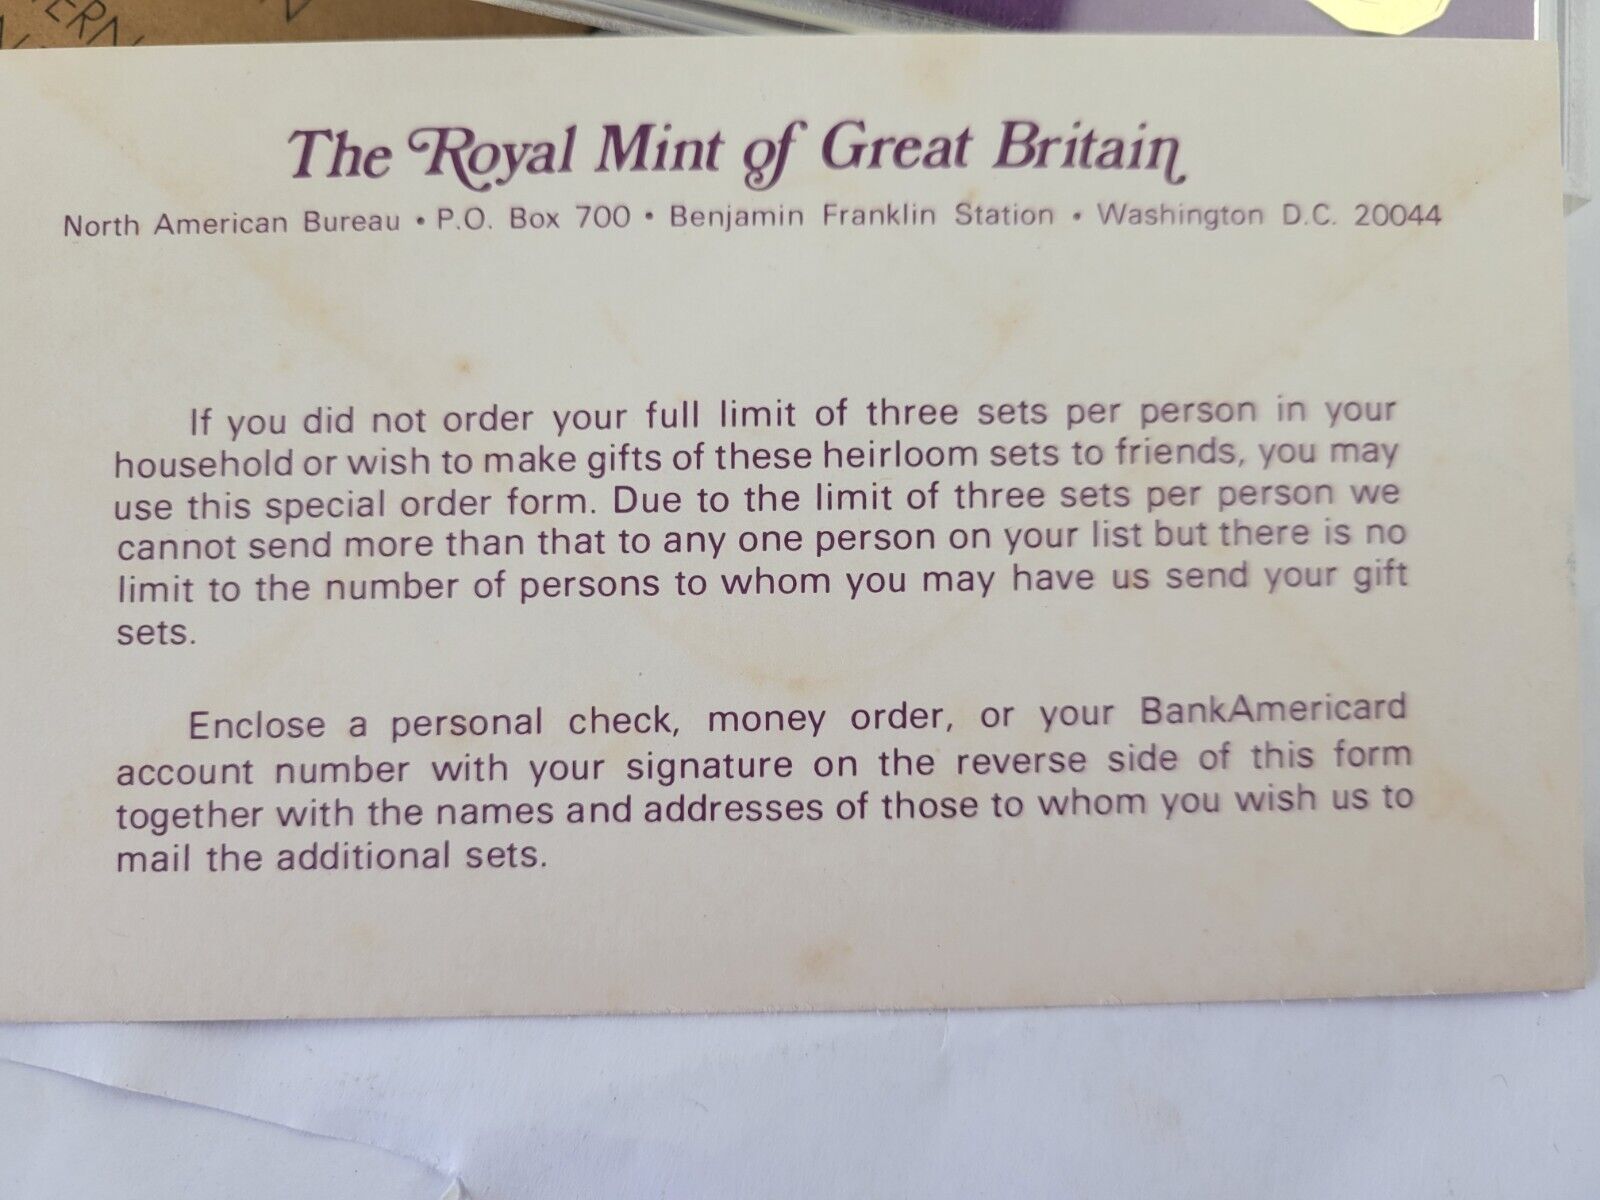 ERN
The Royal Mint of Great Britain
North American Bureau • P.O. Box 700 • Benjamin Franklin Station • Washington D.C. 20044
If you did not order your full limit of three sets per person in your
household or wish to make gifts of these heirloom sets to friends, you may
use this special order form. Due to the limit of three sets per person we
cannot send more than that to any one person on your list but there is no
limit to the number of persons to whom you may have us send your gift
sets.
Enclose a personal check, money order, or your BankAmericard
account number with your signature on the reverse side of this form
together with the names and addresses of those to whom you wish us to
mail the additional sets.